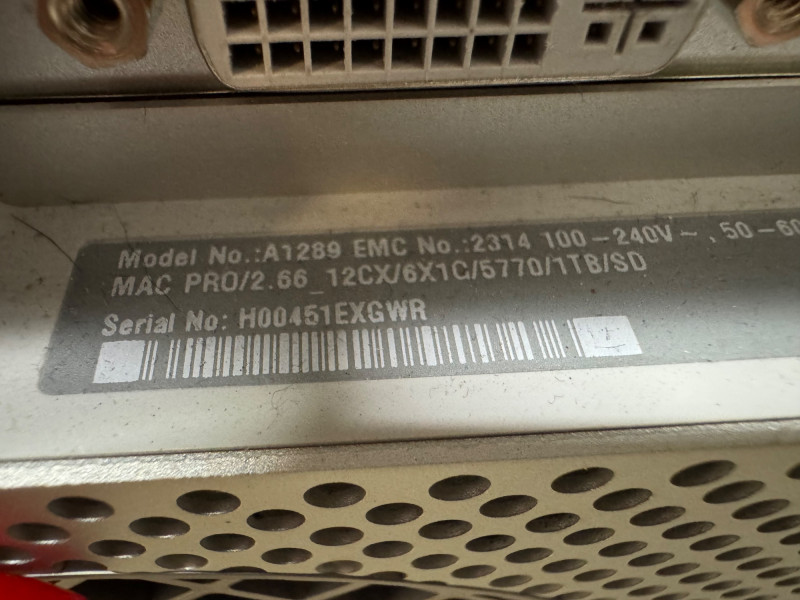 Model No.:A1289 EMC No.:2314 100-240V~, 50-60
MAC PRO/2.66_12CX/6X1G/5770/1TB/SD
Serial No: H00451EXGWR